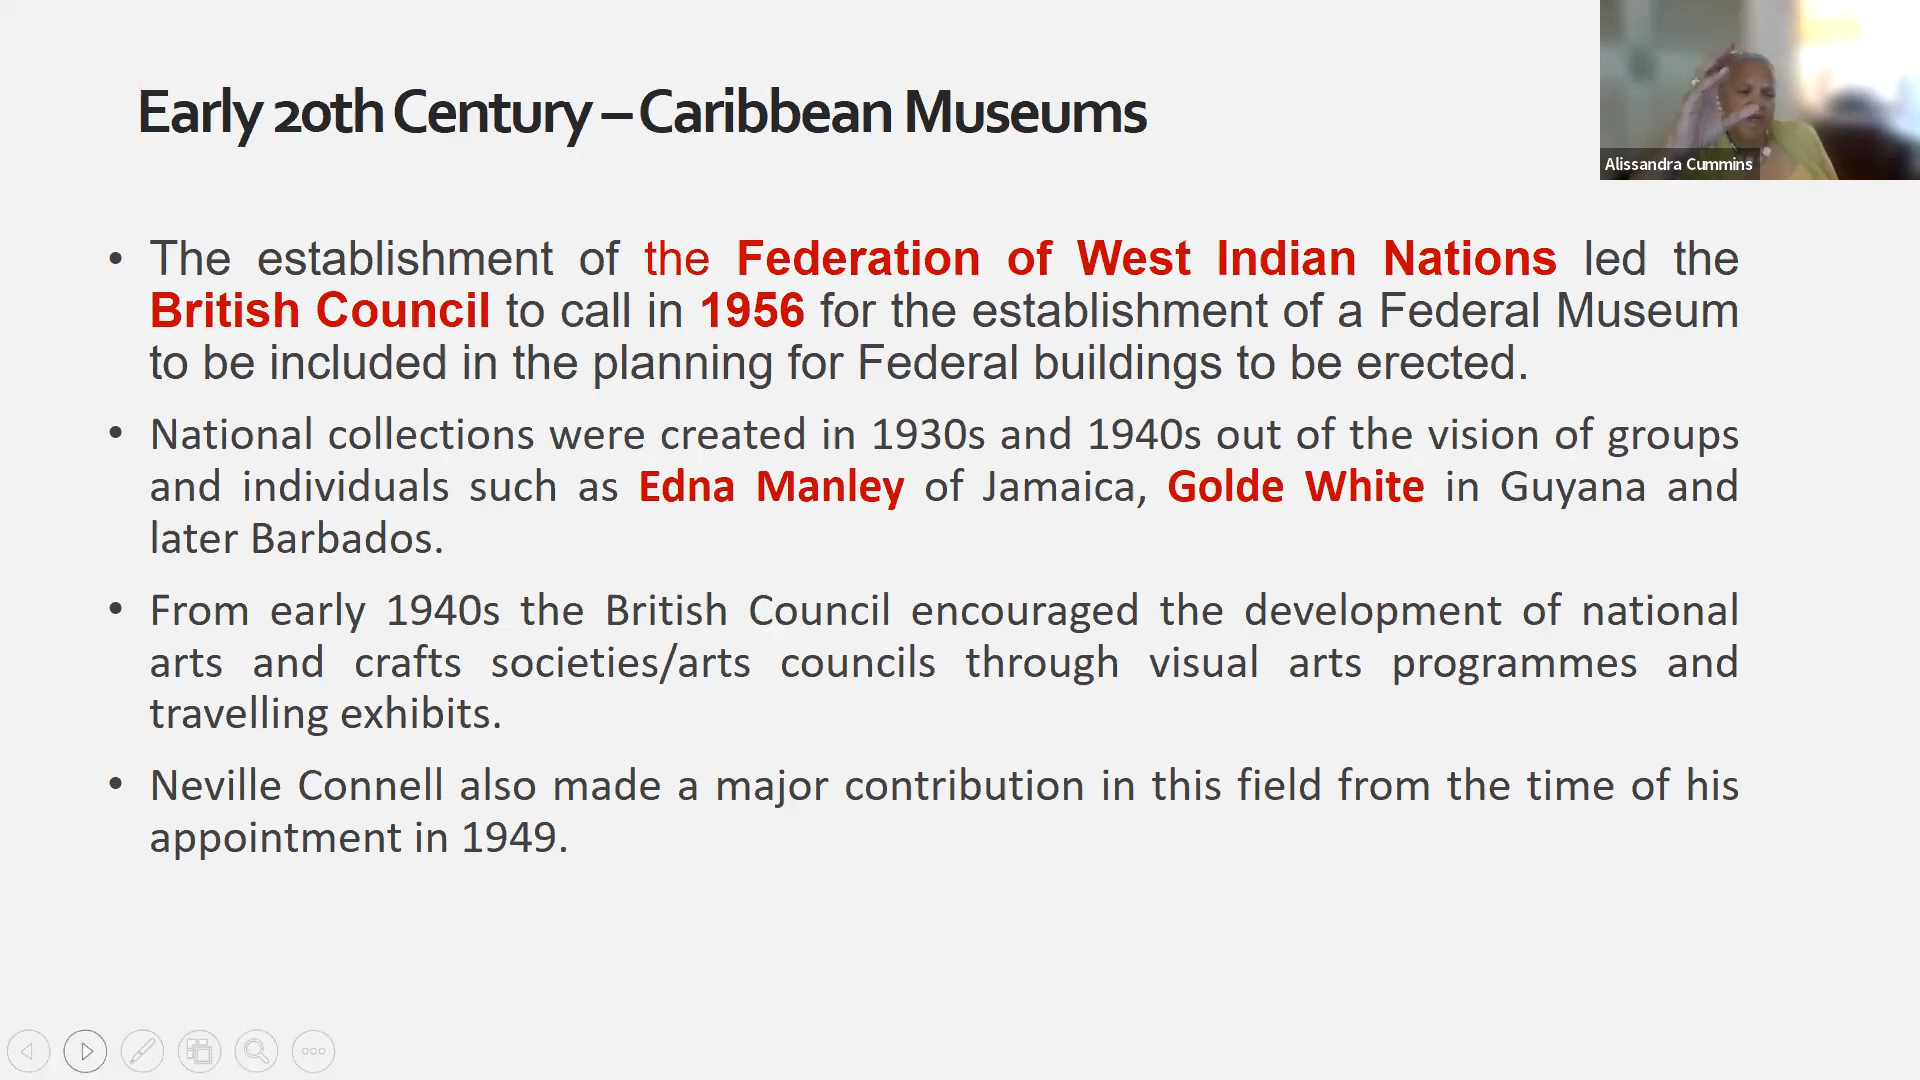 Early 20th Century – Caribbean Museums
Alissandra Cummins
• The establishment of the Federation of West Indian Nations led the
British Council to call in 1956 for the establishment of a Federal Museum
to be included in the planning for Federal buildings to be erected.
• National collections were created in 1930s and 1940s out of the vision of groups
and individuals such as Edna Manley of Jamaica, Golde White in Guyana and
later Barbados.
• From early 1940s the British Council encouraged the development of national
arts and crafts societies/arts councils through visual arts programmes and
travelling exhibits.
• Neville Connell also made a major contribution in this field from the time of his
appointment in 1949.